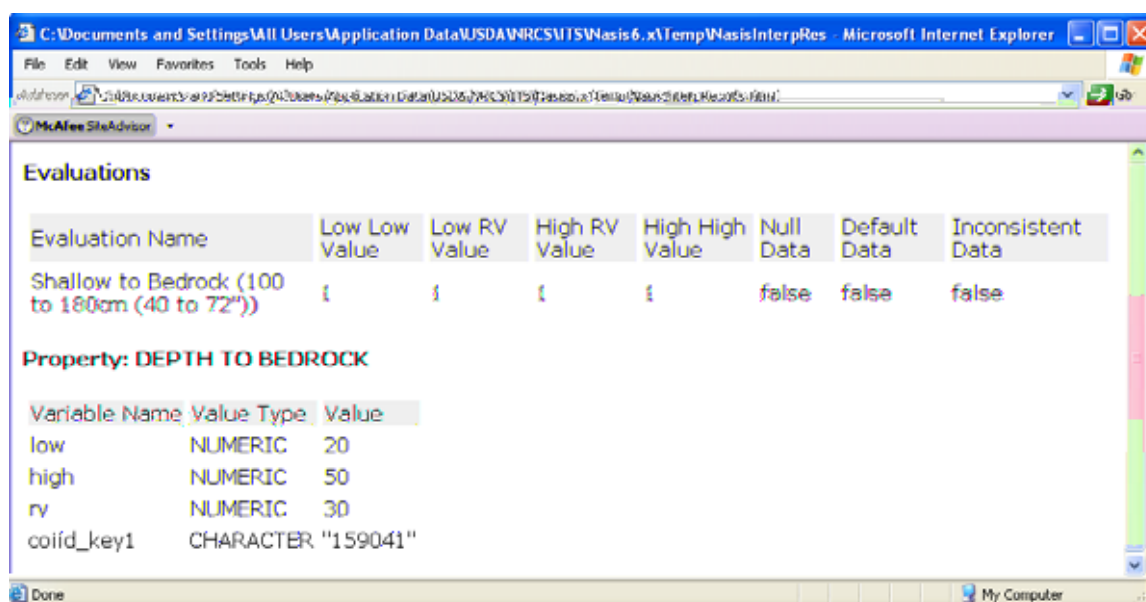 C:\Documents and Settings\All Users\Application Data\USDA\NRCS\ITS\Nasis6.x\Temp\NasisInterpRes - Microsoft Internet Explorer
File Edit View Favorites Tools Help
McAfee SiteAdvisor
Evaluations
Evaluation Name Low Low Value Low RV Value High RV Value High High Value Null Data Default Data Inconsistent Data
Shallow to Bedrock (100 to 180cm (40 to 72")) 1 1 1 1 false false false
Property: DEPTH TO BEDROCK
Variable Name Value Type Value
low NUMERIC 20
high NUMERIC 50
rv NUMERIC 30
coiid_key1 CHARACTER "159041"
Done My Computer